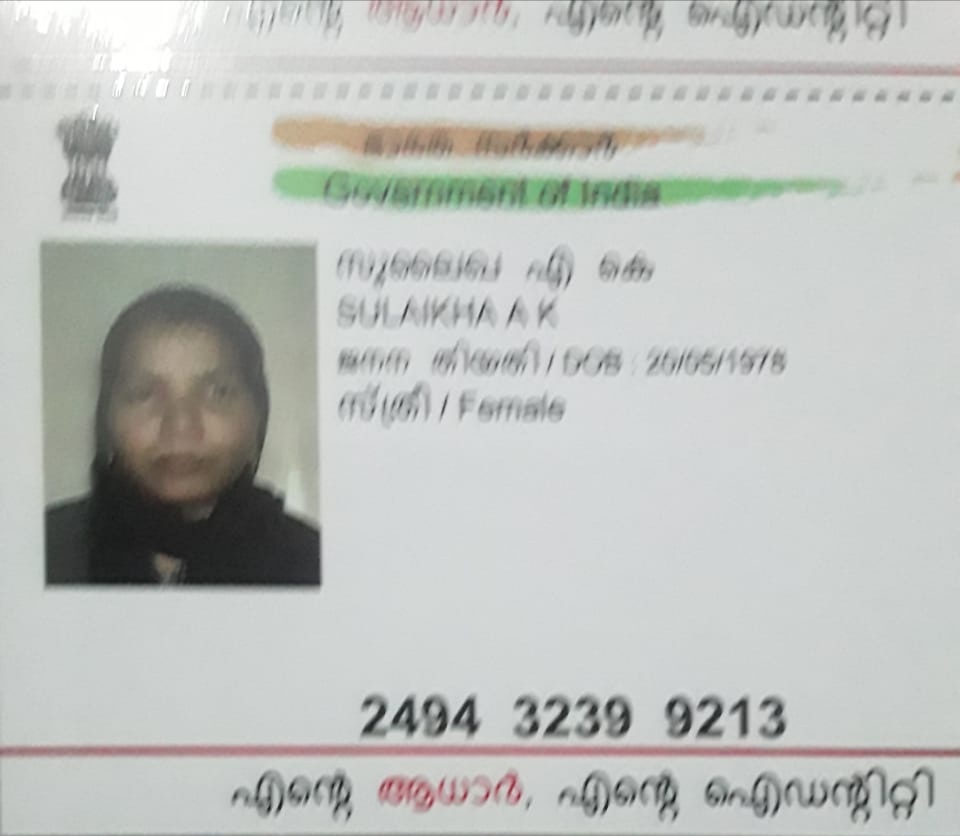 എന്റെ ആധാർ, എന്റെ ഐഡന്റിറ്റി
ഭാരത സർക്കാർ
Government of India
സുലൈഖ എ കെ
SULAIKHA A K
ജനന തിയതി / DOB : 20/05/1978
സ്ത്രീ / Female
2494 3239 9213
എന്റെ ആധാർ, എന്റെ ഐഡന്റിറ്റി